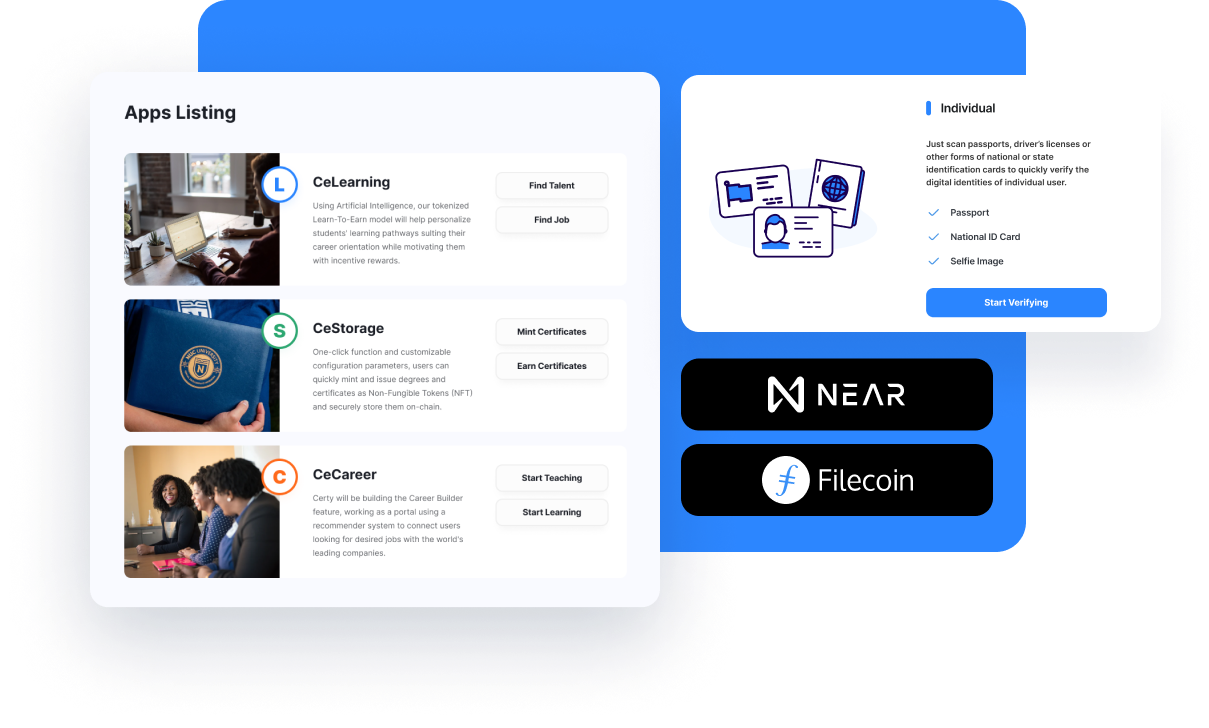 Apps Listing
L
CeLearning
Using Artificial Intelligence, our tokenized
Learn-To-Earn model will help personalize
students' learning pathways suiting their
career orientation while motivating them
with incentive rewards.
Find Talent
Find Job
S
CeStorage
One-click function and customizable
configuration parameters, users can
quickly mint and issue degrees and
certificates as Non-Fungible Tokens (NFT)
and securely store them on-chain.
Mint Certificates
Earn Certificates
N
C
CeCareer
Certy will be building the Career Builder
feature, working as a portal using a
recommender system to connect users
looking for desired jobs with the world's
leading companies.
Start Teaching
Start Learning
Individual
Just scan passports, driver's licenses or
other forms of national or state
identification cards to quickly verify the
digital identities of individual user.
Passport
National ID Card
Selfie Image
Start Verifying
NEAR
Filecoin